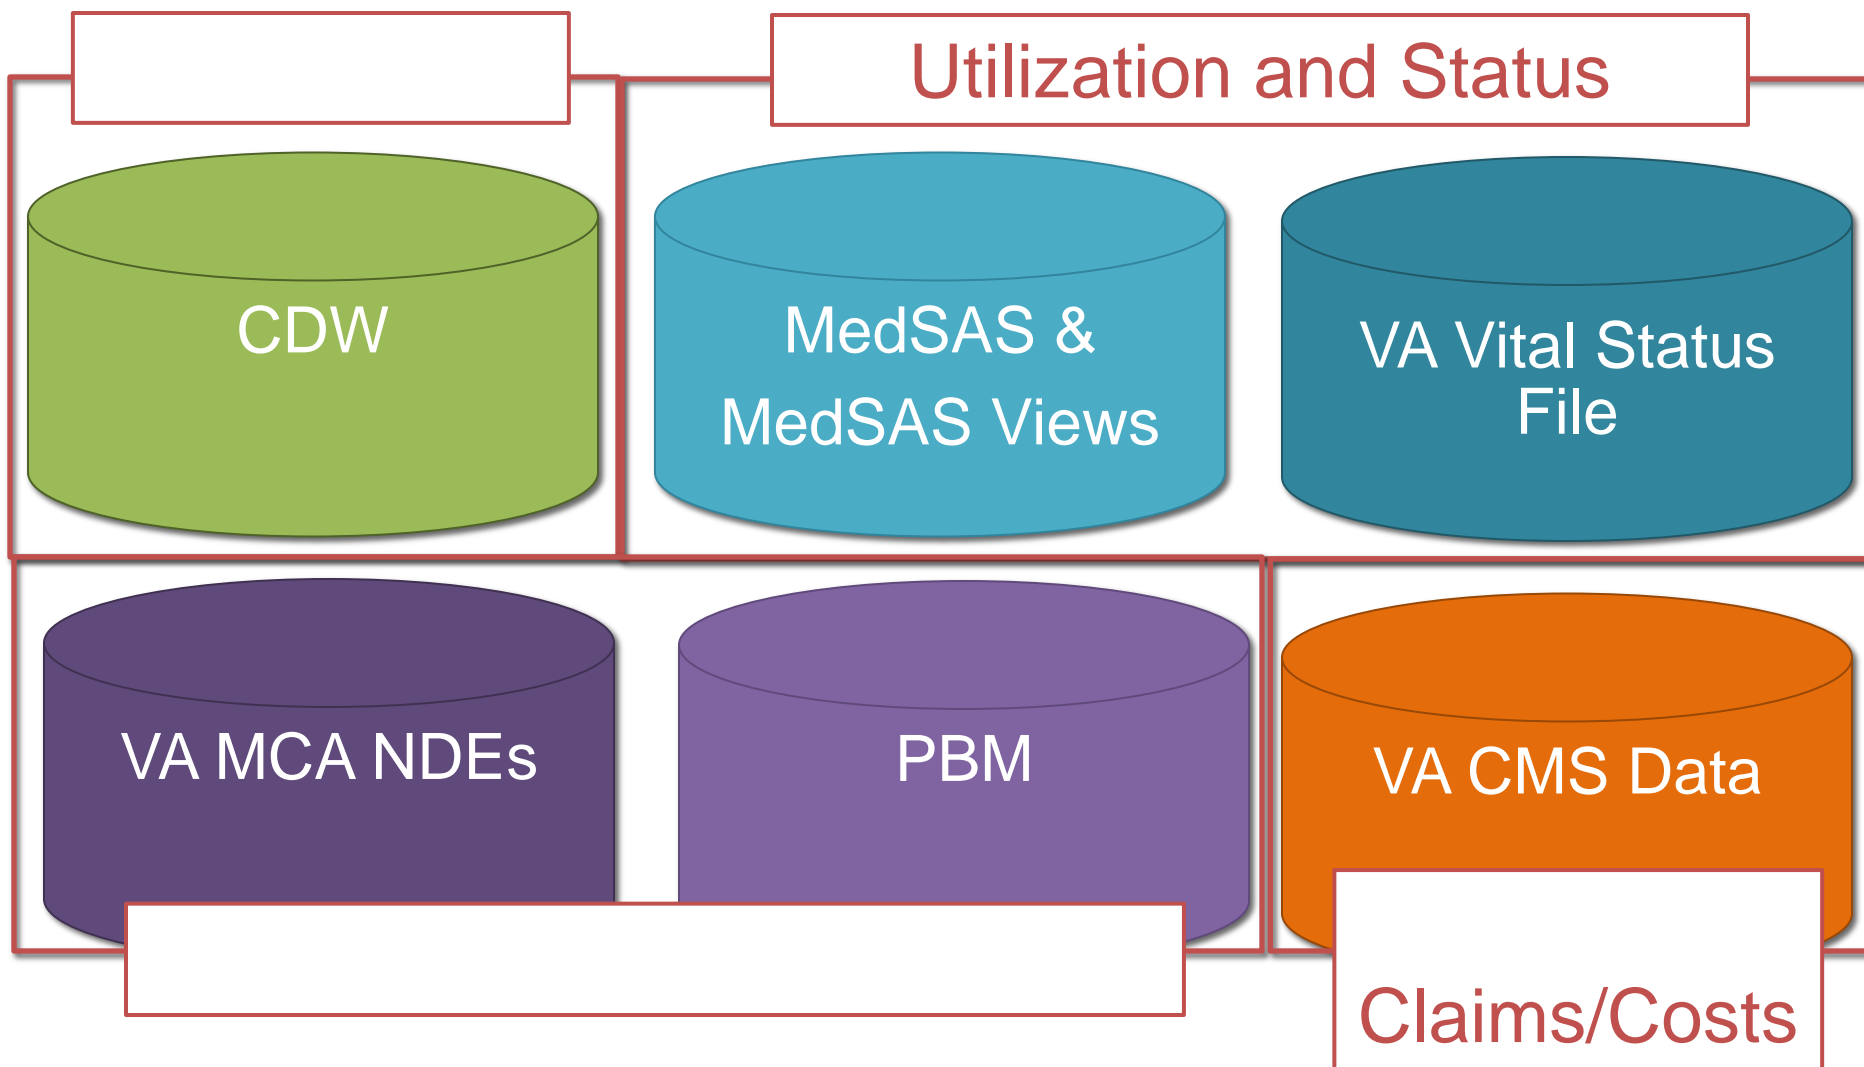 Utilization and Status
CDW
MedSAS &
MedSAS Views
VA Vital Status
File
VA MCA NDEs
PBM
VA CMS Data
Claims/Costs